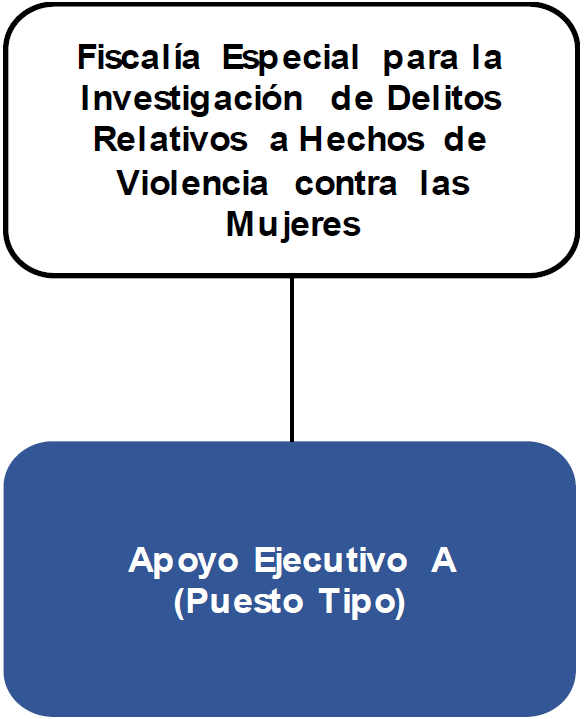 Fiscalía Especial para la
Investigación de Delitos
Relativos a Hechos de
Violencia contra las
Mujeres
Apoyo Ejecutivo A
(Puesto Tipo)